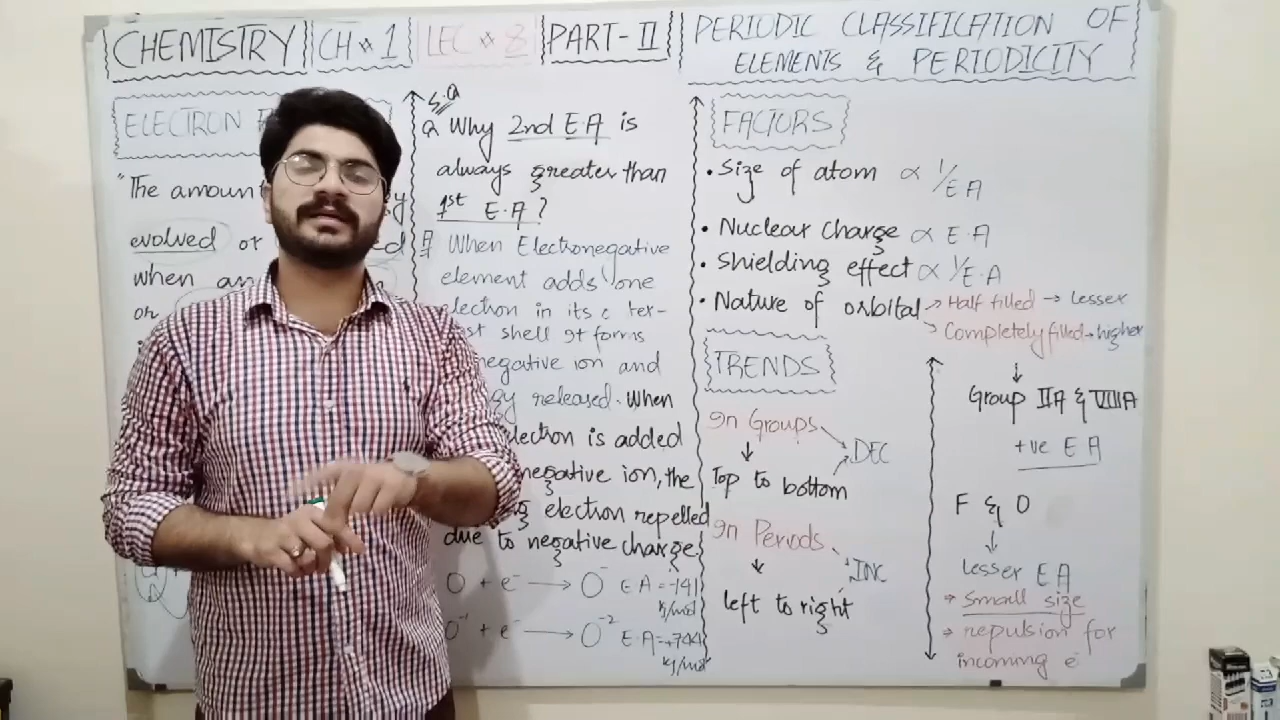 CHEMISTRY CH # 1 LEC # 8 PART-II PERIODIC CLASSIFICATION OF
ELEMENTS & PERIODICITY
ELECTRON
"The amount
evolved or
when an
or
S.Q
Q Why 2nd E A is
always greater than
1st E.A?
When Electronegative
element adds one
electron in its
shell It forms
negative ion and
released. When
electron is added
negative ion, the
electron repelled
due to negative charge.
O + e⁻ → O⁻ E A = -141
kJ/mol
O⁻¹ + e⁻ → O⁻² E.A = +744
kJ/mol
FACTORS
• Size of atom ∝ 1/EA
• Nuclear Charge ∝ E.A
• Shielding effect ∝ 1/E.A
• Nature of orbital → Half filled → Lesser
→ Completely filled → higher
↓
Group IIA & VIIIA
+ve E A
F & O
↓
Lesser E A
→ Small size
→ repulsion for
incoming e⁻
TRENDS
In Groups
↓
Top to bottom
DEC
In Periods
↓
left to right
INC